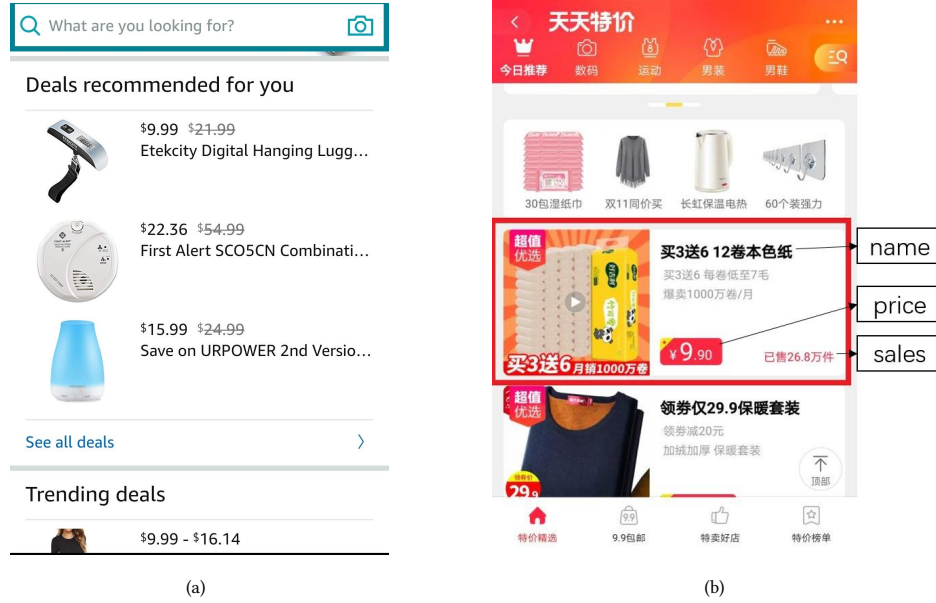 What are you looking for?
Deals recommended for you
$9.99 $21.99
Etekcity Digital Hanging Lugg...
$22.36 $54.99
First Alert SCO5CN Combinati...
$15.99 $24.99
Save on URPOWER 2nd Versio...
See all deals
Trending deals
$9.99 - $16.14
(a)
天天特价
今日推荐 数码 运动 男装 男鞋
30包湿纸巾 双11同价买 长虹保温电热 60个装强力
超值
优选
买3送6 12卷本色纸
买3送6 每卷低至7毛
爆卖1000万卷/月
¥9.90
已售26.8万件
买3送6 月销1000万卷
name
price
sales
超值
优选
领券仅29.9保暖套装
领券减20元
加绒加厚 保暖套装
29.9
顶部
9.9
特价精选 9.9包邮 特卖好店 特价榜单
(b)